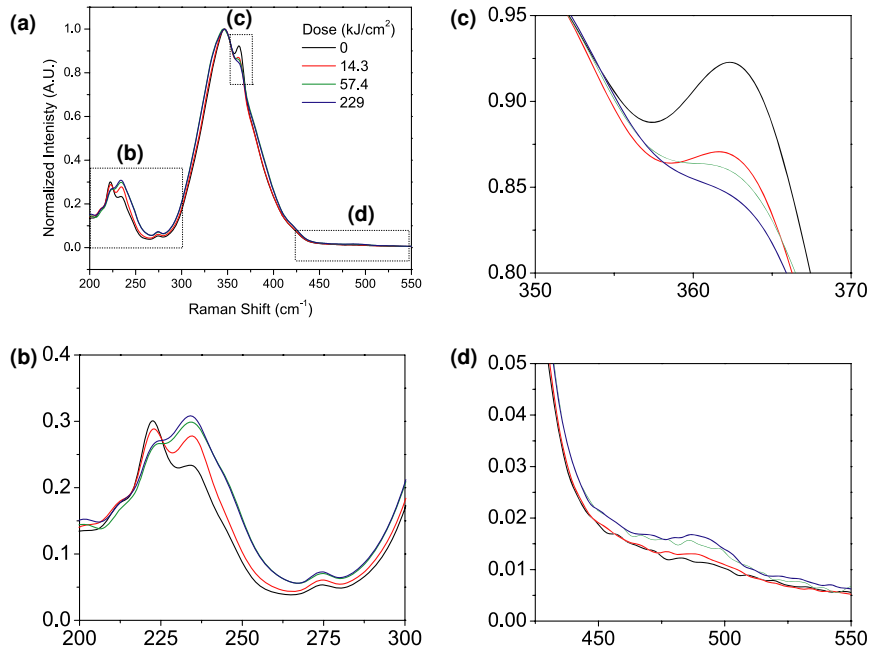 (a)
(c)
Dose (kJ/cm²)
0
14.3
57.4
229
(b)
(d)
Normalized Intenisty (A.U.)
1.0
0.8
0.6
0.4
0.2
0.0
200 250 300 350 400 450 500 550
Raman Shift (cm⁻¹)
(c)
0.95
0.90
0.85
0.80
350 360 370
(b)
0.4
0.3
0.2
0.1
0.0
200 225 250 275 300
(d)
0.05
0.04
0.03
0.02
0.01
0.00
450 500 550